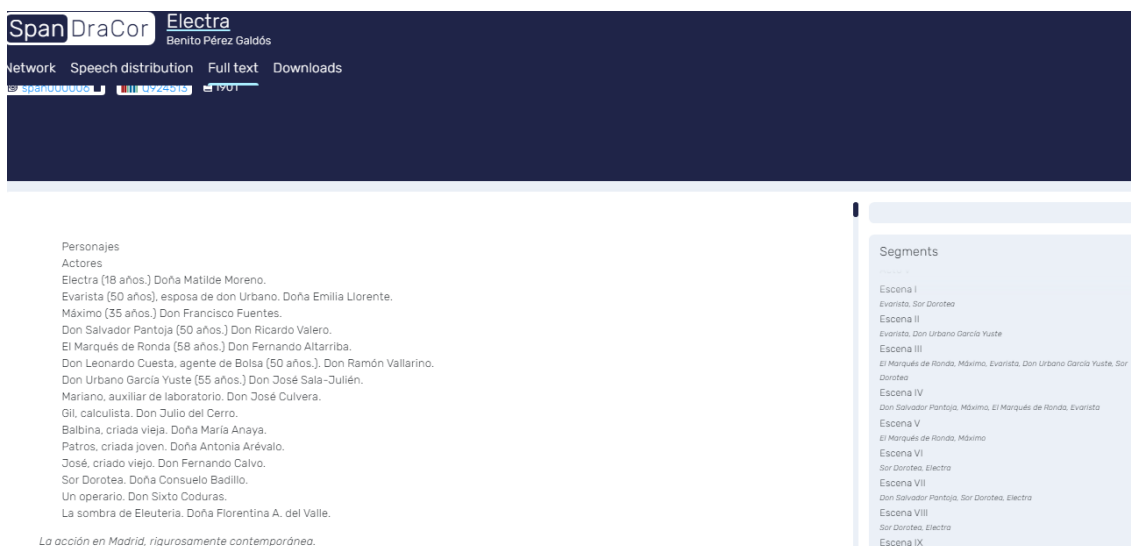 SpanDraCor
Electra
Benito Pérez Galdós
Network Speech distribution Full text Downloads
span000006 Q924513 1901
Personajes
Actores
Electra (18 años.) Doña Matilde Moreno.
Evarista (50 años), esposa de don Urbano. Doña Emilia Llorente.
Máximo (35 años.) Don Francisco Fuentes.
Don Salvador Pantoja (50 años.) Don Ricardo Valero.
El Marqués de Ronda (58 años.) Don Fernando Altarriba.
Don Leonardo Cuesta, agente de Bolsa (50 años.). Don Ramón Vallarino.
Don Urbano García Yuste (55 años.) Don José Sala-Julién.
Mariano, auxiliar de laboratorio. Don José Culvera.
Gil, calculista. Don Julio del Cerro.
Balbina, criada vieja. Doña María Anaya.
Patros, criada joven. Doña Antonia Arévalo.
José, criado viejo. Don Fernando Calvo.
Sor Dorotea. Doña Consuelo Badillo.
Un operario. Don Sixto Coduras.
La sombra de Eleuteria. Doña Florentina A. del Valle.
La acción en Madrid, rigurosamente contemporánea.
Segments
Escena I
Evarista, Sor Dorotea
Escena II
Evarista, Don Urbano García Yuste
Escena III
El Marqués de Ronda, Máximo, Evarista, Don Urbano García Yuste, Sor
Dorotea
Escena IV
Don Salvador Pantoja, Máximo, El Marqués de Ronda, Evarista
Escena V
El Marqués de Ronda, Máximo
Escena VI
Sor Dorotea, Electra
Escena VII
Don Salvador Pantoja, Sor Dorotea, Electra
Escena VIII
Sor Dorotea, Electra
Escena IX